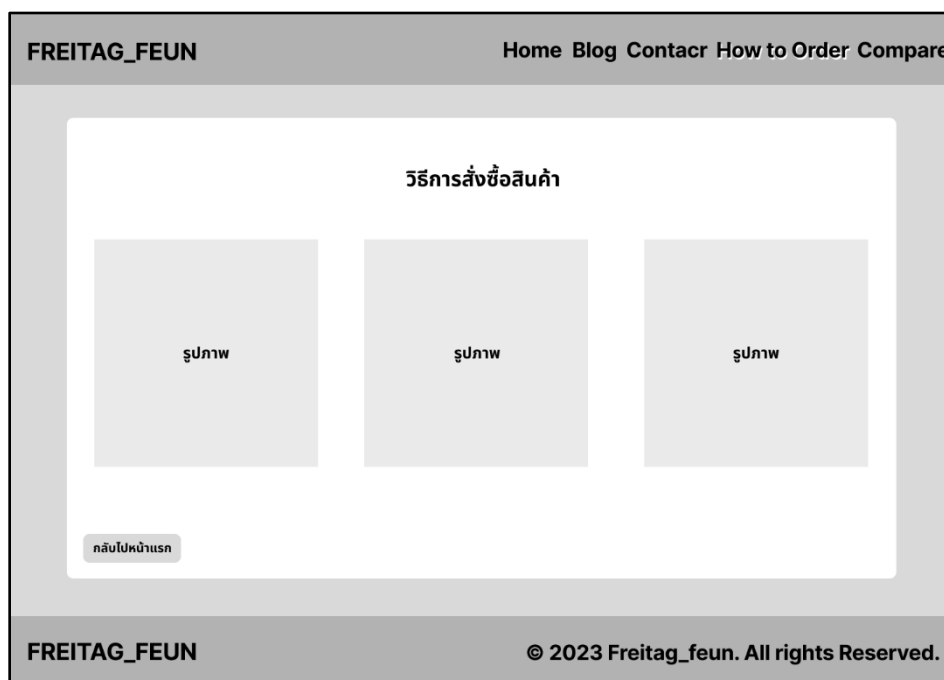 FREITAG_FEUN
Home Blog Contacr How to Order Compare
วิธีการสั่งซื้อสินค้า
รูปภาพ รูปภาพ รูปภาพ
กลับไปหน้าแรก
FREITAG_FEUN
© 2023 Freitag_feun. All rights Reserved.